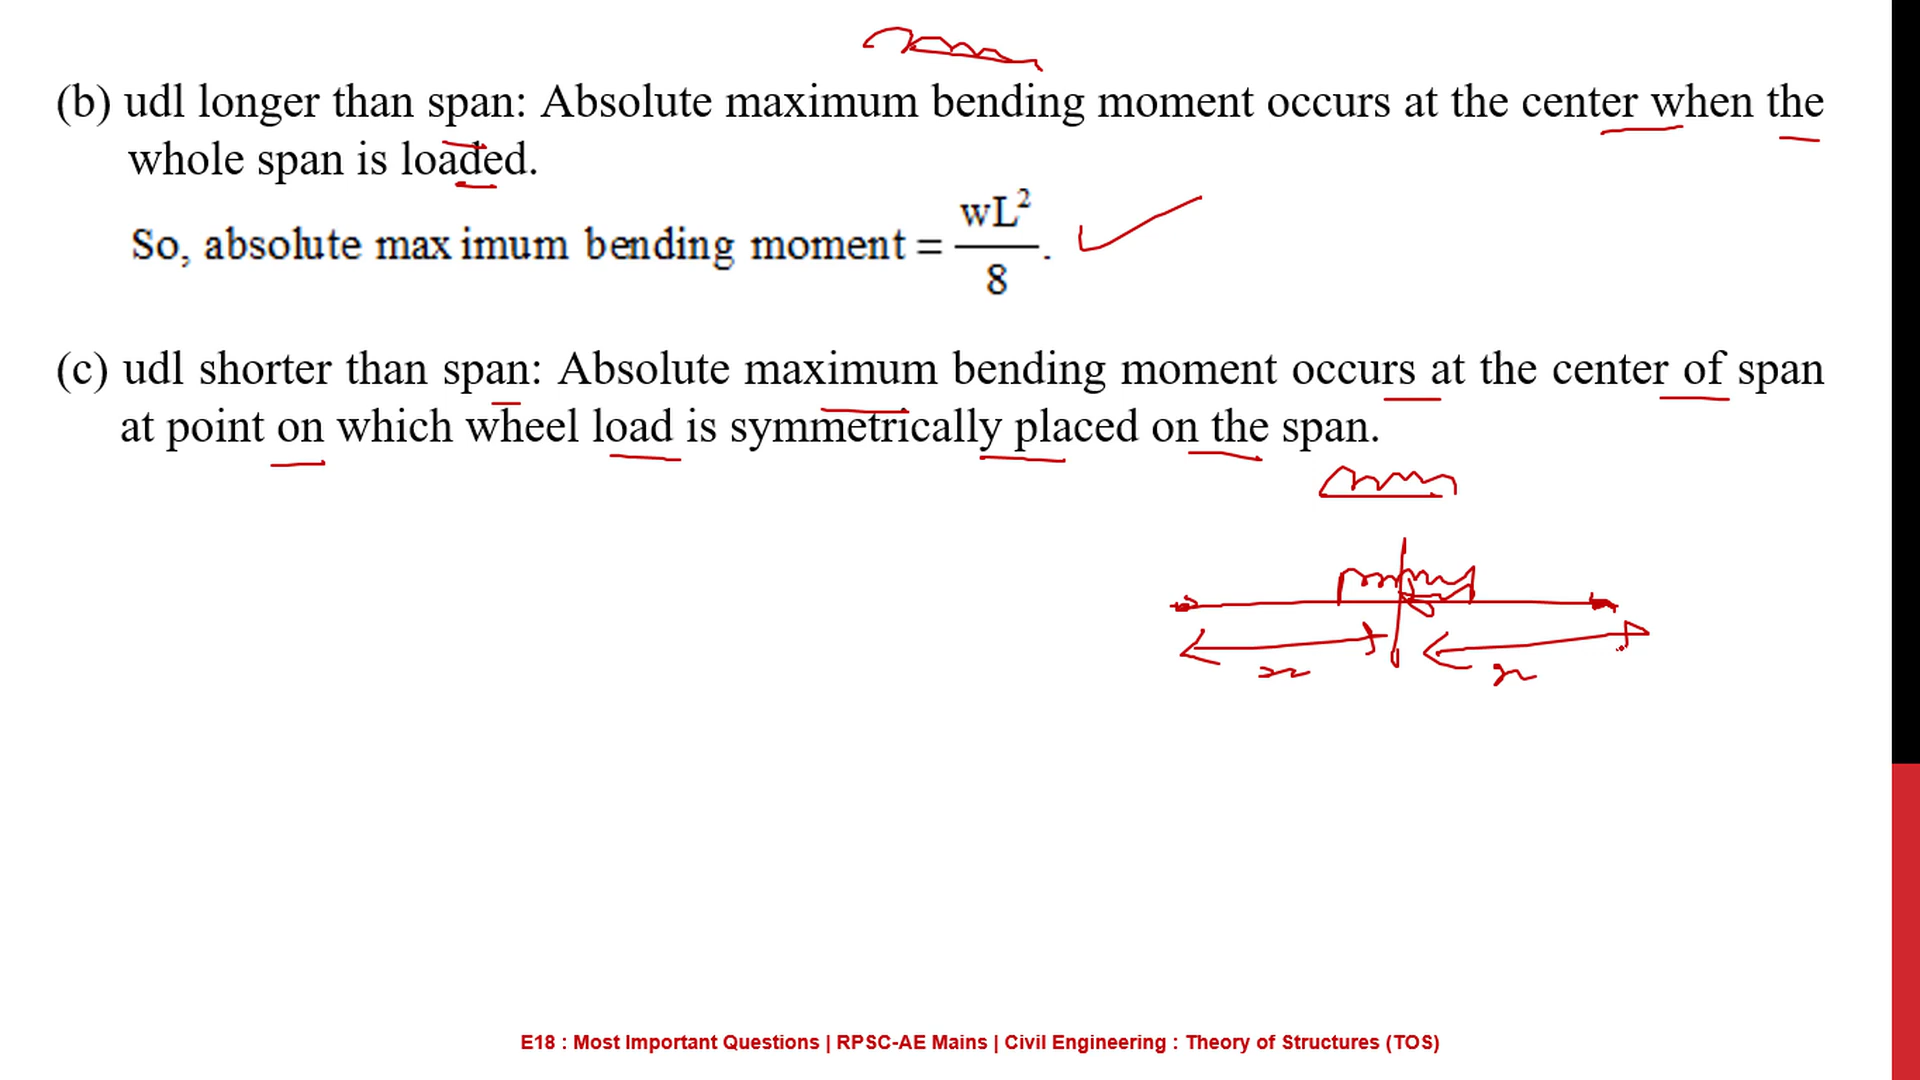 (b) udl longer than span: Absolute maximum bending moment occurs at the center when the
whole span is loaded.
So, absolute max imum bending moment = wL²/8.
(c) udl shorter than span: Absolute maximum bending moment occurs at the center of span
at point on which wheel load is symmetrically placed on the span.
x x
E18 : Most Important Questions | RPSC-AE Mains | Civil Engineering : Theory of Structures (TOS)